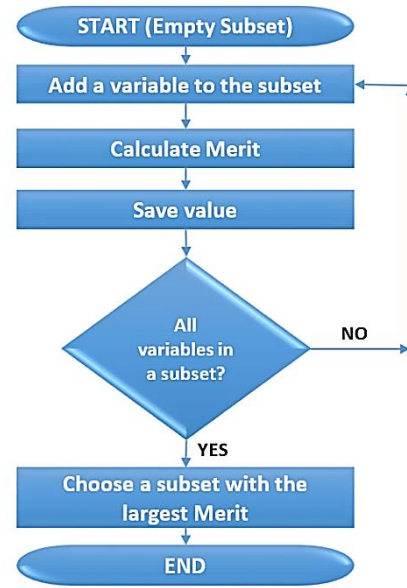 START (Empty Subset)
Add a variable to the subset
Calculate Merit
Save value
All
variables in
a subset?
NO
YES
Choose a subset with the
largest Merit
END